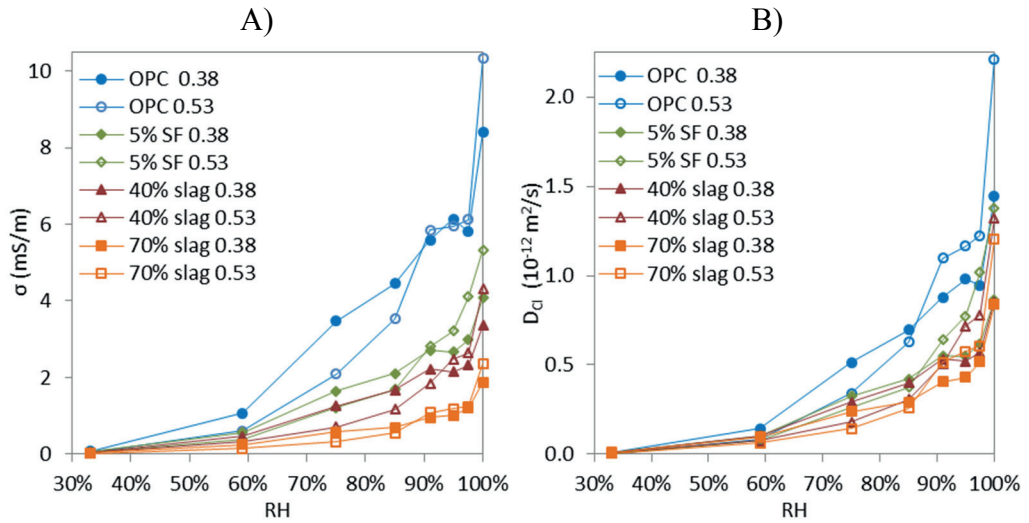 A)
10
8
6
4
2
0
σ (mS/m)
OPC  0.38
OPC 0.53
5% SF 0.38
5% SF 0.53
40% slag 0.38
40% slag 0.53
70% slag 0.38
70% slag 0.53
30% 40% 50% 60% 70% 80% 90% 100%
RH
B)
2.0
1.5
1.0
0.5
0.0
D_Cl (10⁻¹² m²/s)
OPC  0.38
OPC 0.53
5% SF 0.38
5% SF 0.53
40% slag 0.38
40% slag 0.53
70% slag 0.38
70% slag 0.53
30% 40% 50% 60% 70% 80% 90% 100%
RH